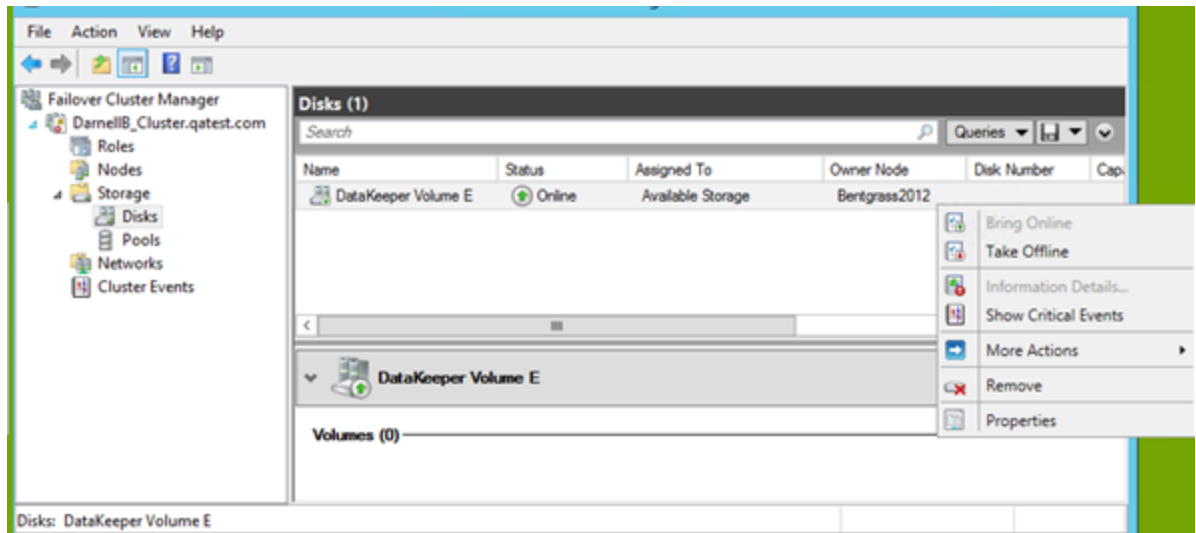 File Action View Help
Failover Cluster Manager
DarnellB_Cluster.qatest.com
Roles
Nodes
Storage
Disks
Pools
Networks
Cluster Events
Disks (1)
Search
Queries
Name Status Assigned To Owner Node Disk Number Capa
DataKeeper Volume E Online Available Storage Bentgrass2012
Bring Online
Take Offline
Information Details...
Show Critical Events
More Actions
Remove
Properties
DataKeeper Volume E
Volumes (0)
Disks: DataKeeper Volume E